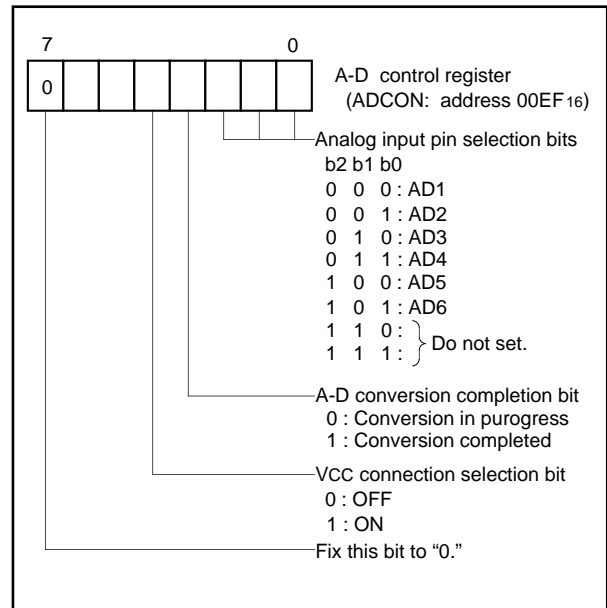 7 0
0
A-D control register
(ADCON: address 00EF16)
Analog input pin selection bits
b2 b1 b0
0 0 0 : AD1
0 0 1 : AD2
0 1 0 : AD3
0 1 1 : AD4
1 0 0 : AD5
1 0 1 : AD6
1 1 0 :
1 1 1 :
Do not set.
A-D conversion completion bit
0 : Conversion in purogress
1 : Conversion completed
VCC connection selection bit
0 : OFF
1 : ON
Fix this bit to “0.”